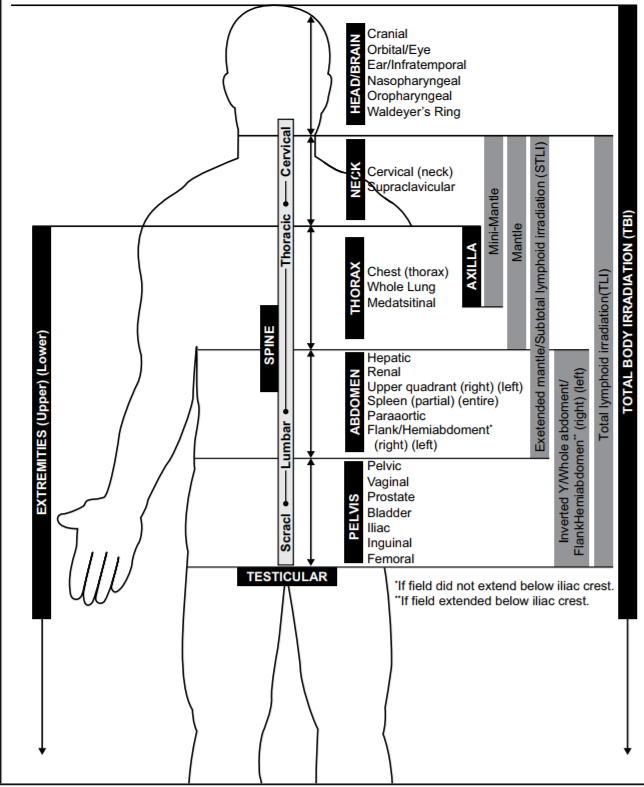 HEAD/BRAIN
Cranial
Orbital/Eye
Ear/Infratemporal
Nasopharyngeal
Oropharyngeal
Waldeyer's Ring
NECK
Cervical (neck)
Supraclavicular
THORAX
Chest (thorax)
Whole Lung
Medatsitinal
ABDOMEN
Hepatic
Renal
Upper quadrant (right) (left)
Spleen (partial) (entire)
Paraaortic
Flank/Hemiabdoment*
(right) (left)
PELVIS
Pelvic
Vaginal
Prostate
Bladder
Iliac
Inguinal
Femoral
TESTICULAR
SPINE
Cervical
Thoracic
Lumbar
Scracl
EXTREMITIES (Upper) (Lower)
AXILLA
Mini-Mantle
Mantle
Exetended mantle/Subtotal lymphoid irradiation (STLI)
Inverted Y/Whole abdoment/
FlankHemiabdomen** (right) (left)
Total lymphoid irradiation(TLI)
TOTAL BODY IRRADIATION (TBI)
*If field did not extend below iliac crest.
**If field extended below iliac crest.